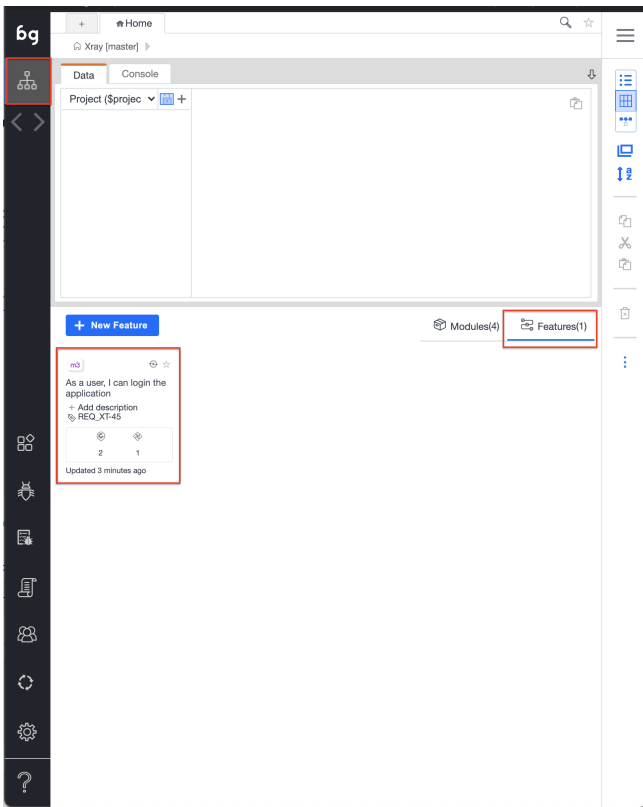 bg
+
Home
Xray [master]
Data
Console
Project ($projec
+
+ New Feature
Modules(4)
Features(1)
m3
As a user, I can login the
application
+ Add description
REQ_XT-45
2
1
Updated 3 minutes ago
a
z
?